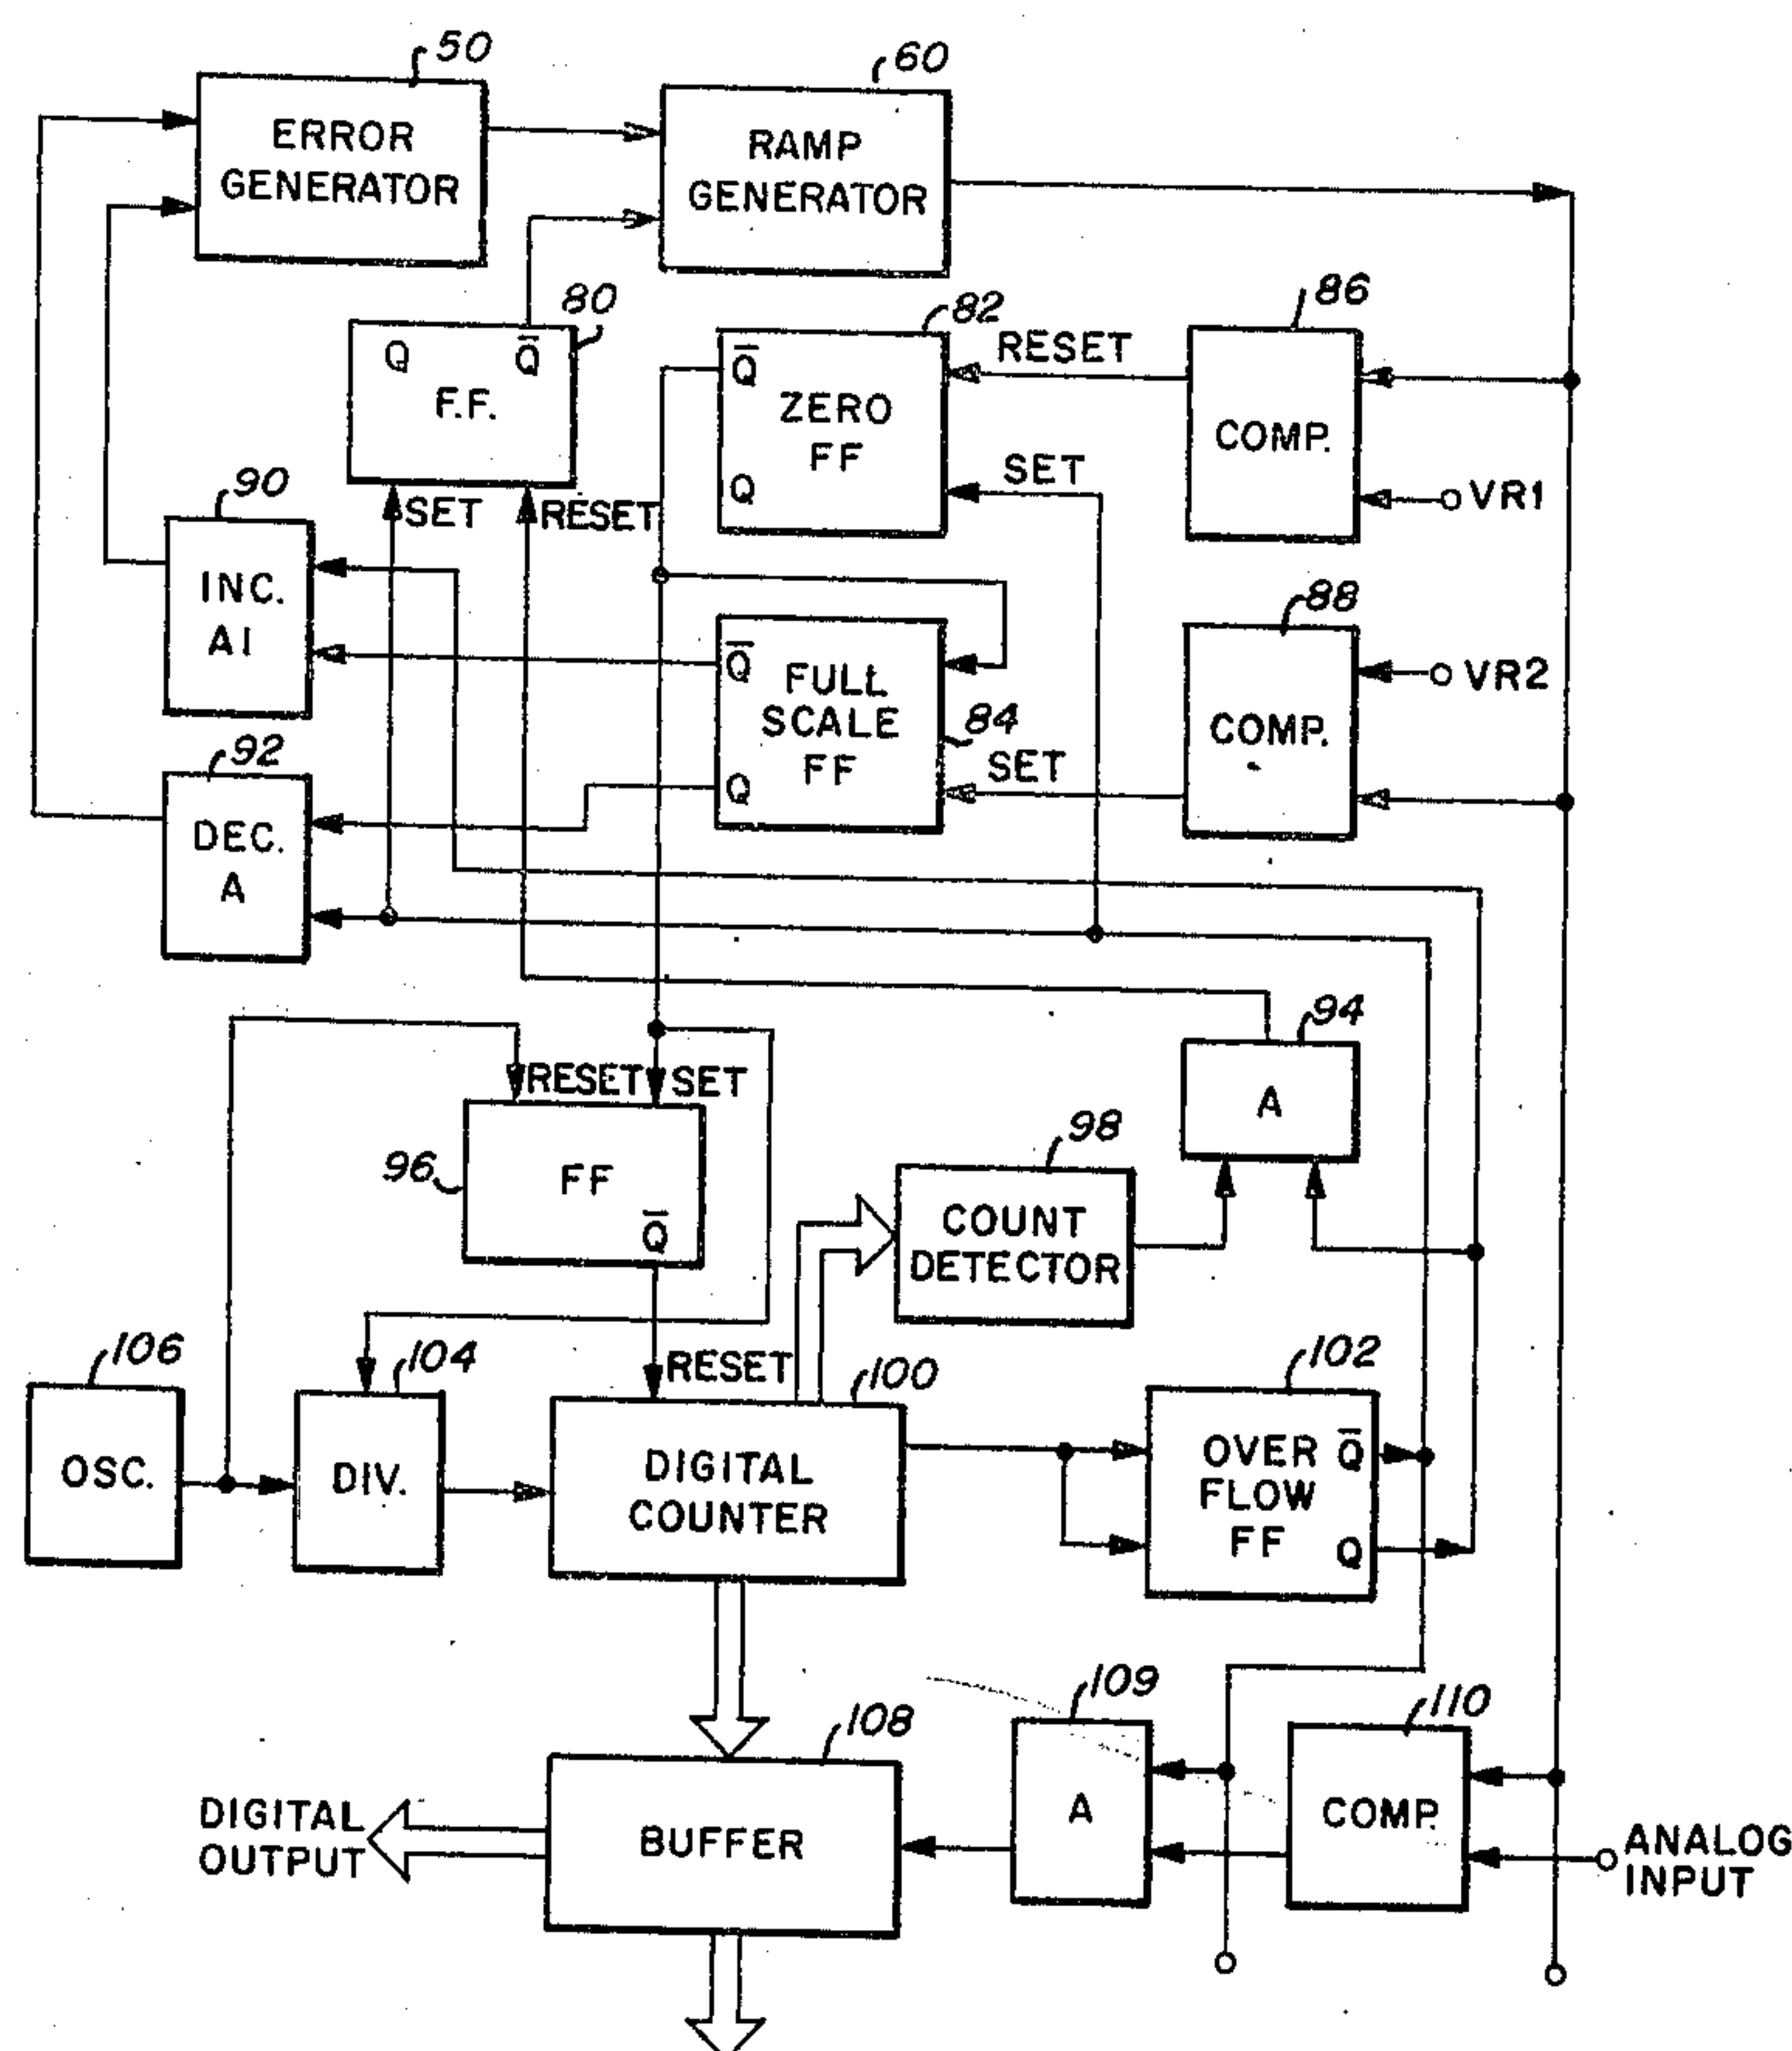 50
ERROR
GENERATOR
60
RAMP
GENERATOR
80
Q Q̄
F.F.
SET
RESET
82
Q̄
ZERO
FF
Q
RESET
SET
86
COMP.
VR1
90
INC.
A1
Q̄
FULL
SCALE
FF
Q
84
SET
88
COMP.
VR2
92
DEC.
A
94
A
RESET
SET
96
FF
Q̄
98
COUNT
DETECTOR
106
OSC.
104
DIV.
RESET
100
DIGITAL
COUNTER
102
OVER Q̄
FLOW
FF Q
108
BUFFER
DIGITAL
OUTPUT
109
A
110
COMP.
ANALOG
INPUT